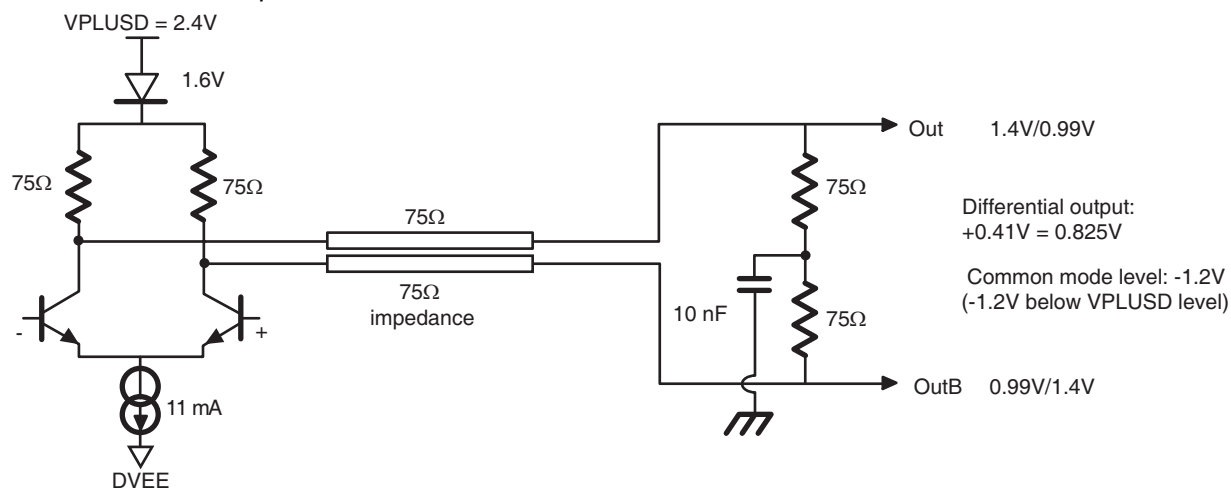 VPLUSD = 2.4V
1.6V
75Ω
75Ω
75Ω
75Ω
impedance
-
+
11 mA
DVEE
10 nF
75Ω
75Ω
Out 1.4V/0.99V
Differential output:
+0.41V = 0.825V
Common mode level: -1.2V
(-1.2V below VPLUSD level)
OutB 0.99V/1.4V